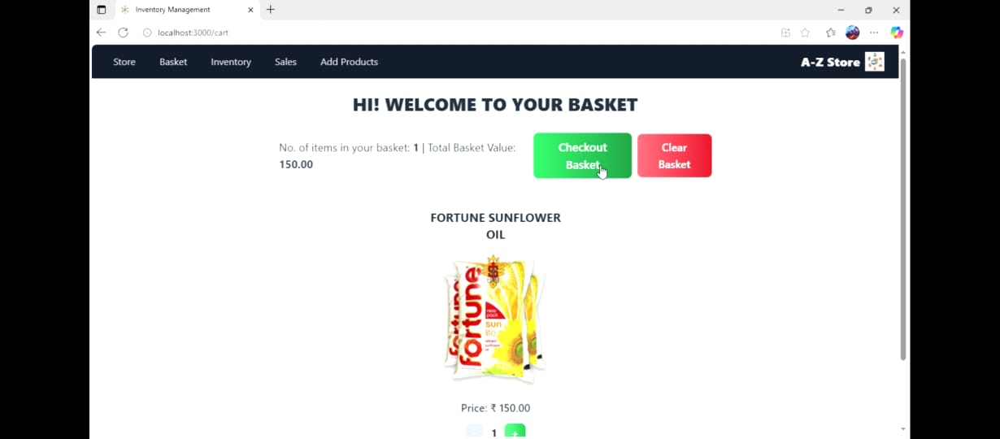 Inventory Management
localhost:3000/cart
Store Basket Inventory Sales Add Products A-Z Store
HI! WELCOME TO YOUR BASKET
No. of items in your basket: 1 | Total Basket Value:
150.00
Checkout
Basket
Clear
Basket
FORTUNE SUNFLOWER
OIL
fortune
fortune
new
pack
SUN
lite
Price: ₹ 150.00
- 1 +